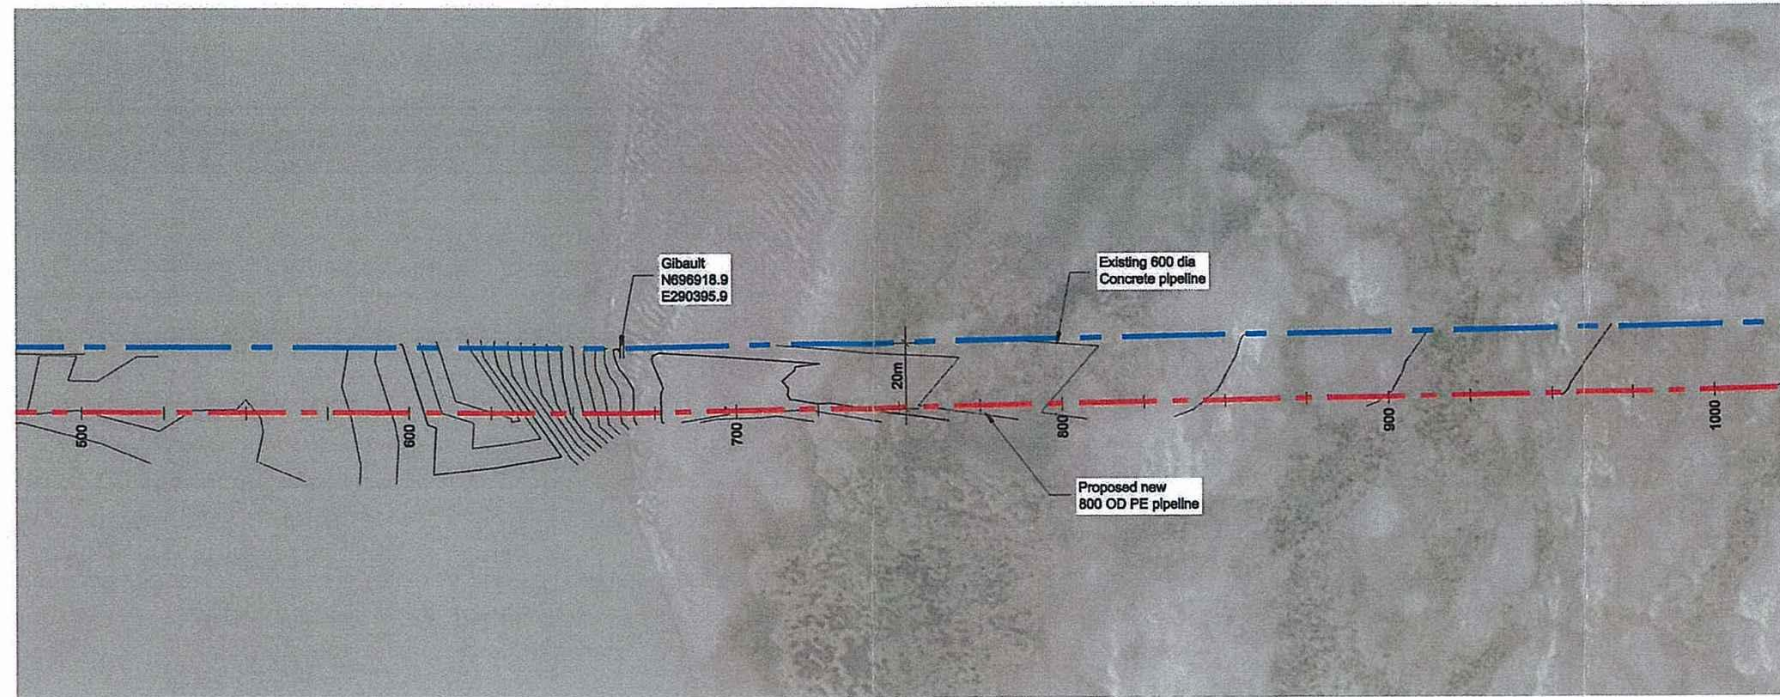 Gibault
N696918.9
E290395.9
Existing 600 dia
Concrete pipeline
20m
500
600
700
800
900
1000
Proposed new
800 OD PE pipeline